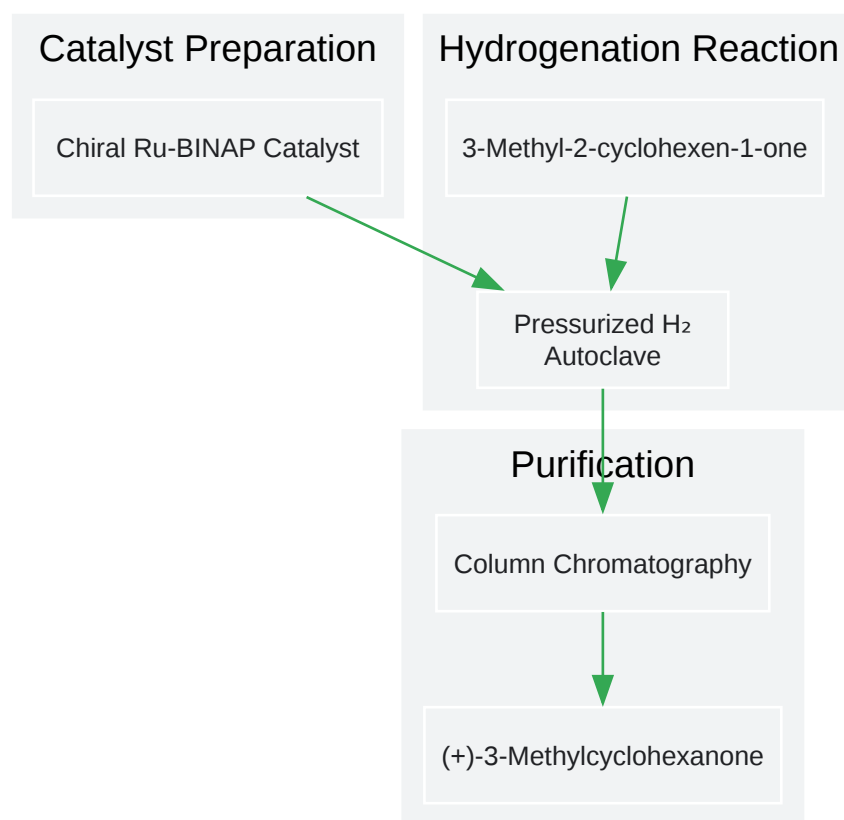 Catalyst Preparation
Hydrogenation Reaction
Chiral Ru-BINAP Catalyst
3-Methyl-2-cyclohexen-1-one
Pressurized H₂
Autoclave
Purification
Column Chromatography
(+)-3-Methylcyclohexanone